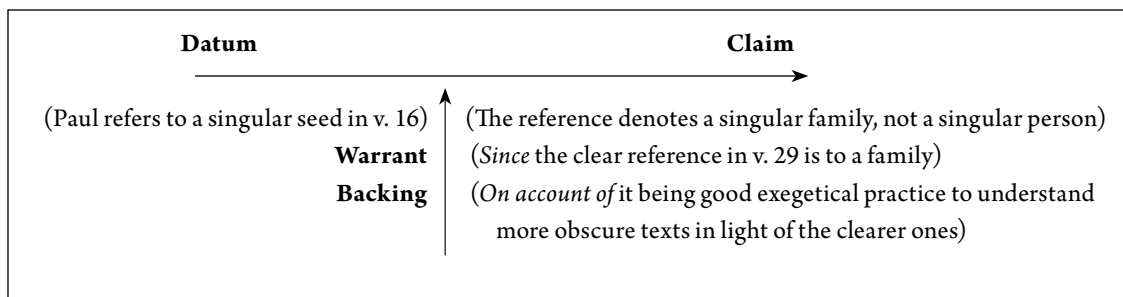 Datum Claim
(Paul refers to a singular seed in v. 16) (The reference denotes a singular family, not a singular person)
Warrant (Since the clear reference in v. 29 is to a family)
Backing (On account of it being good exegetical practice to understand
more obscure texts in light of the clearer ones)